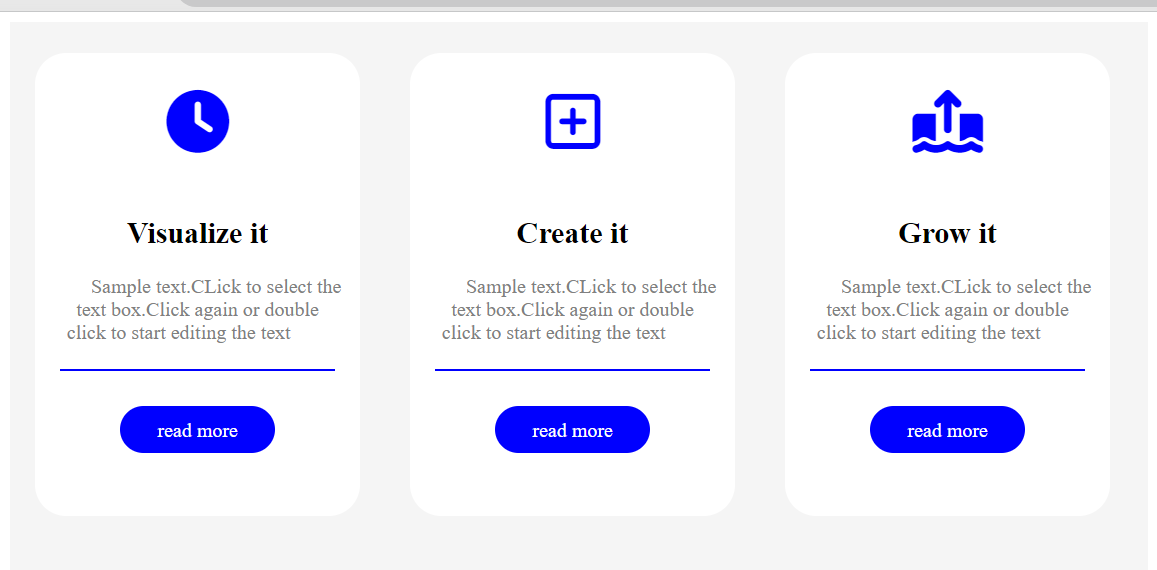 Visualize it
Sample text.CLick to select the
text box.Click again or double
click to start editing the text
read more
Create it
Sample text.CLick to select the
text box.Click again or double
click to start editing the text
read more
Grow it
Sample text.CLick to select the
text box.Click again or double
click to start editing the text
read more